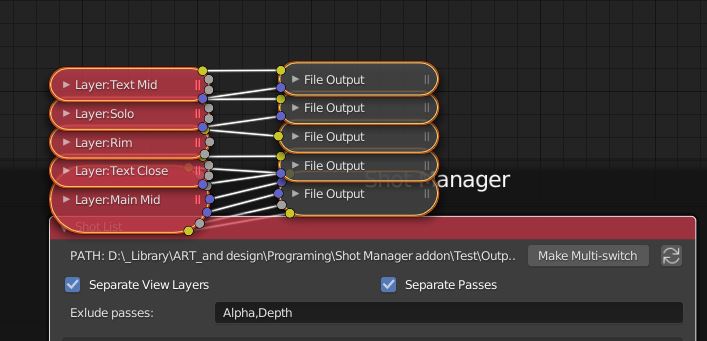 Layer:Text Mid
File Output
Layer:Solo
File Output
Layer:Rim
File Output
Layer:Text Close
File Output
Layer:Main Mid
File Output
Shot Manager
Shot List
PATH: D:\_Library\ART_and design\Programing\Shot Manager addon\Test\Outp..
Make Multi-switch
Separate View Layers
Separate Passes
Exlude passes:
Alpha,Depth